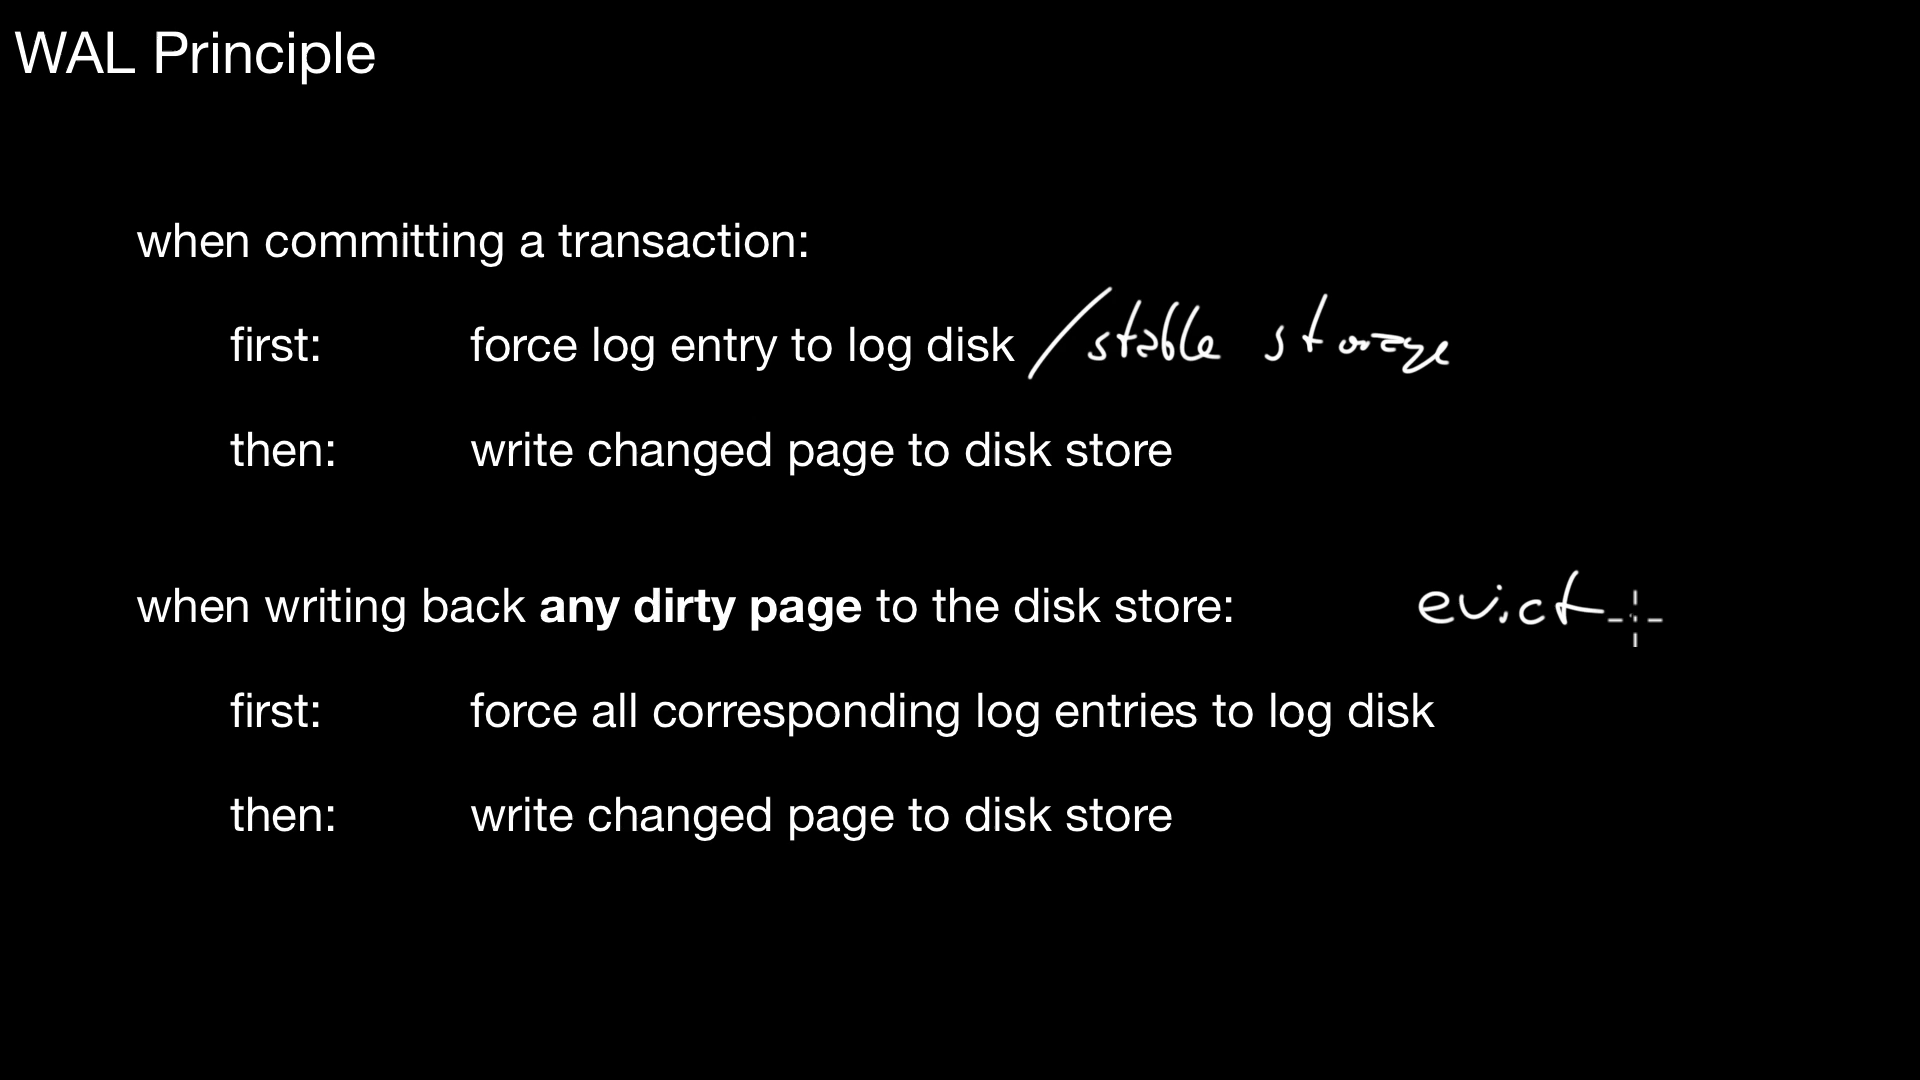 WAL Principle
when committing a transaction:
first: force log entry to log disk /stable storage
then: write changed page to disk store
when writing back any dirty page to the disk store: evict
first: force all corresponding log entries to log disk
then: write changed page to disk store